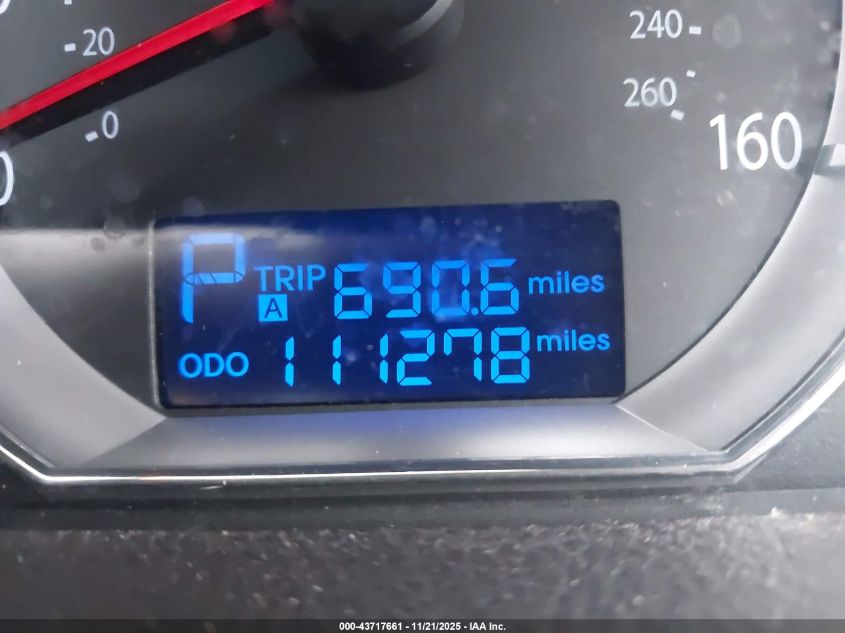 20
0
240
260
160
P
TRIP A 690.6 miles
ODO 111278 miles
000-43717661 - 11/21/2025 - IAA Inc.